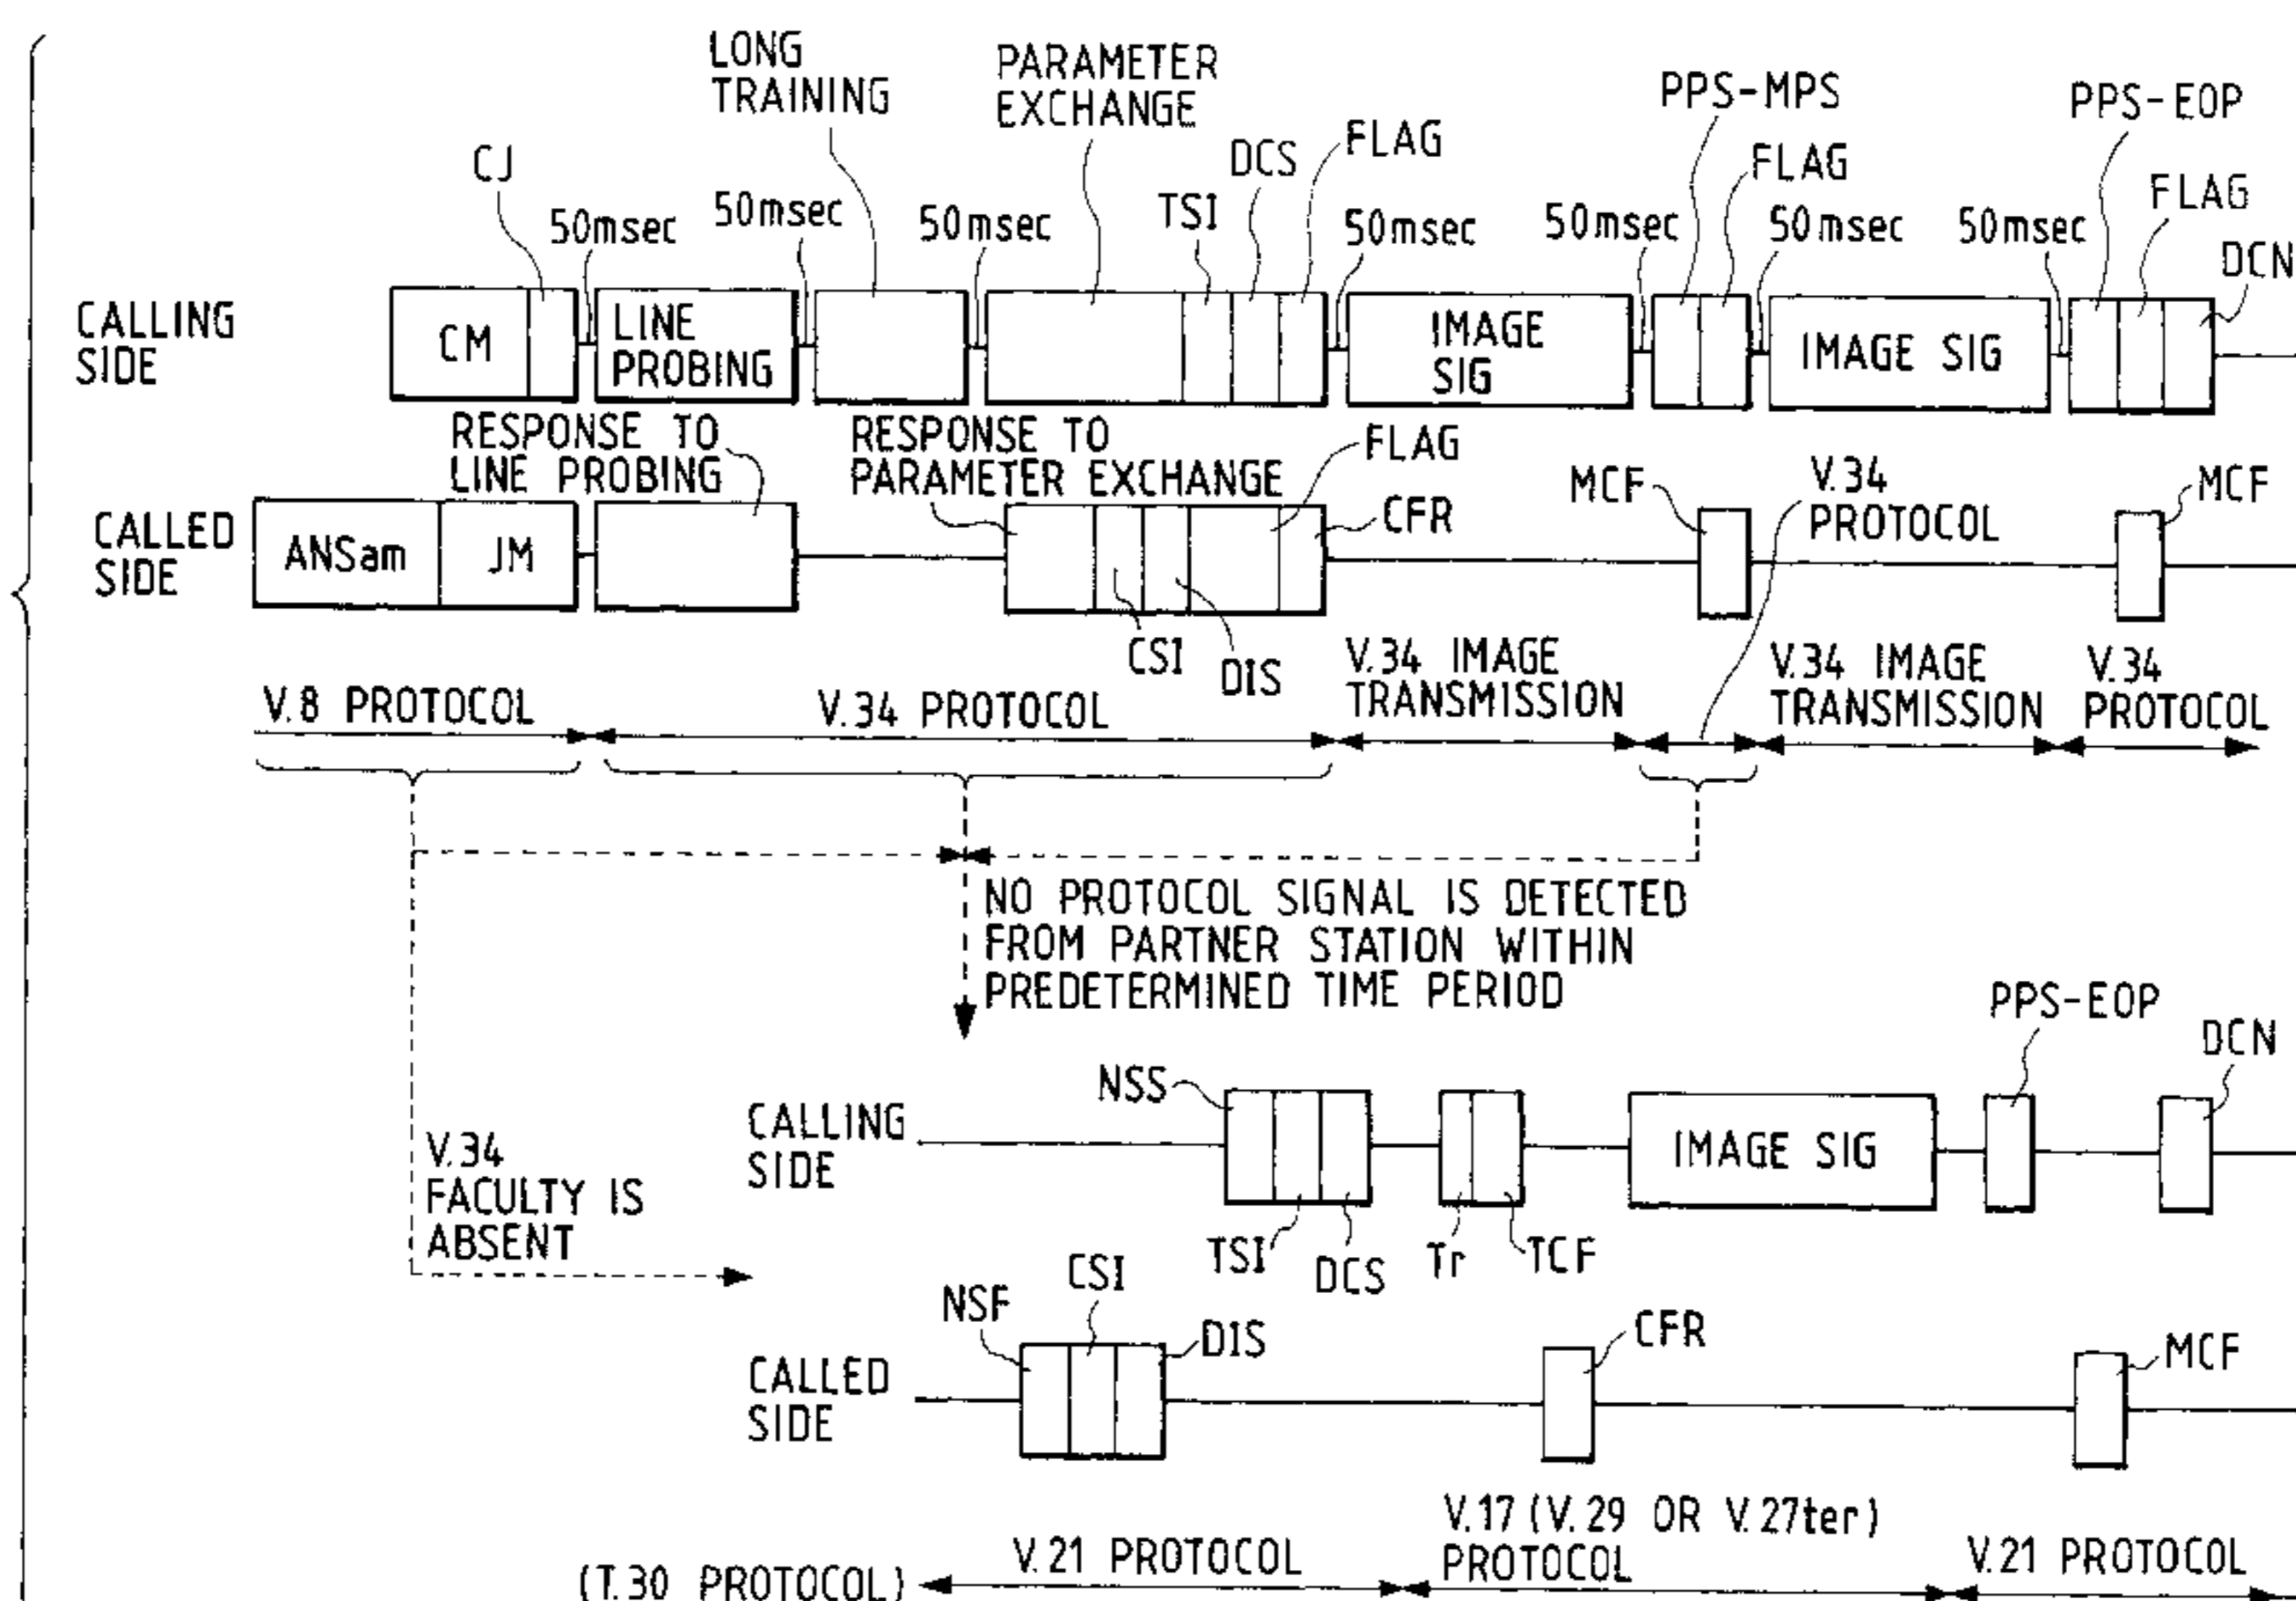 LONG
TRAINING
PARAMETER
EXCHANGE
PPS-MPS
PPS-EOP
CJ
DCS
FLAG
FLAG
FLAG
50msec
50msec
50msec
TSI
50msec
50msec
50msec
50msec
DCN
CALLING
SIDE
CM
LINE
PROBING
IMAGE
SIG
IMAGE SIG
RESPONSE TO
LINE PROBING
RESPONSE TO
PARAMETER EXCHANGE
FLAG
MCF
V.34
PROTOCOL
MCF
CALLED
SIDE
ANSam
JM
CFR
CSI
DIS
V.8 PROTOCOL
V.34 PROTOCOL
V.34 IMAGE
TRANSMISSION
V.34 IMAGE
TRANSMISSION
V.34
PROTOCOL
NO PROTOCOL SIGNAL IS DETECTED
FROM PARTNER STATION WITHIN
PREDETERMINED TIME PERIOD
PPS-EOP
DCN
NSS
CALLING
SIDE
IMAGE SIG
V.34
FACULTY IS
ABSENT
TSI
DCS
Tr
TCF
NSF
CSI
DIS
CFR
MCF
CALLED
SIDE
(T.30 PROTOCOL)
V.21 PROTOCOL
V.17 (V.29 OR V.27ter)
PROTOCOL
V.21 PROTOCOL